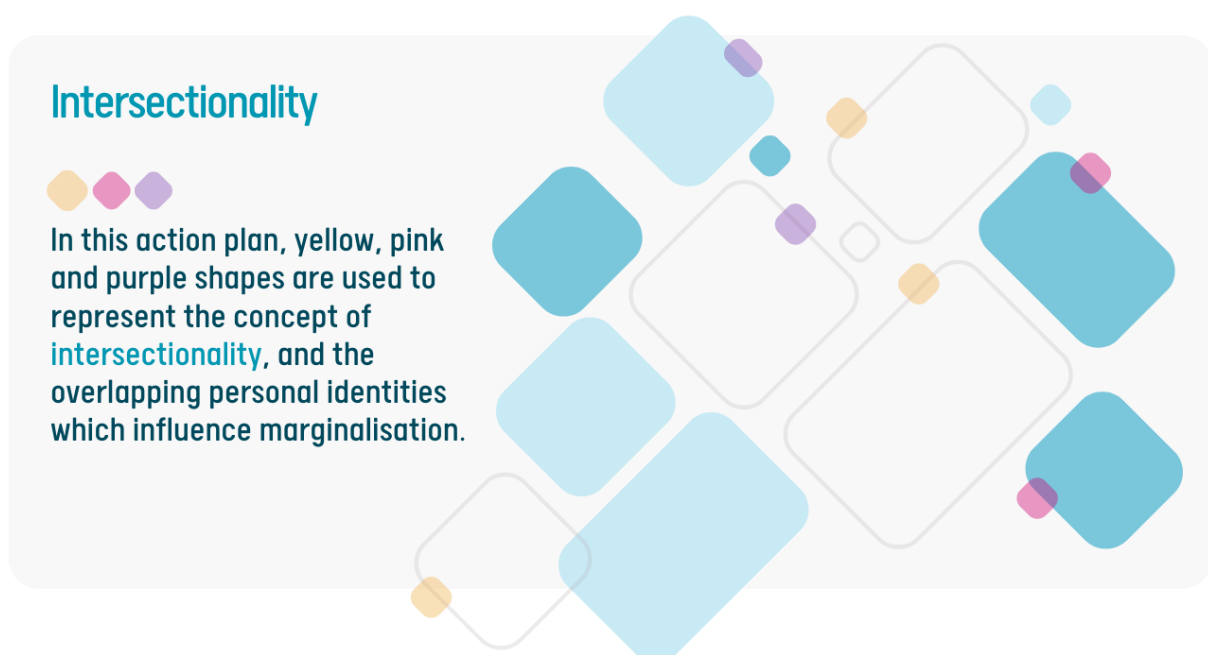 Intersectionality
In this action plan, yellow, pink
and purple shapes are used to
represent the concept of
intersectionality, and the
overlapping personal identities
which influence marginalisation.